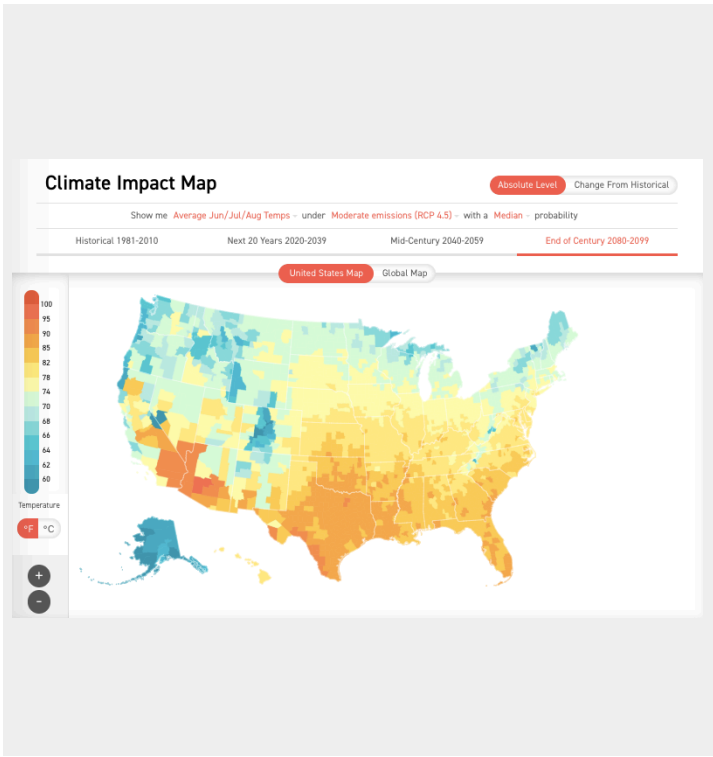 Climate Impact Map
Absolute Level Change From Historical
Show me Average Jun/Jul/Aug Temps - under Moderate emissions (RCP 4.5) - with a Median - probability
Historical 1981-2010 Next 20 Years 2020-2039 Mid-Century 2040-2059 End of Century 2080-2099
United States Map Global Map
100
95
90
85
82
78
74
70
68
66
64
62
60
Temperature
°F °C
+
-